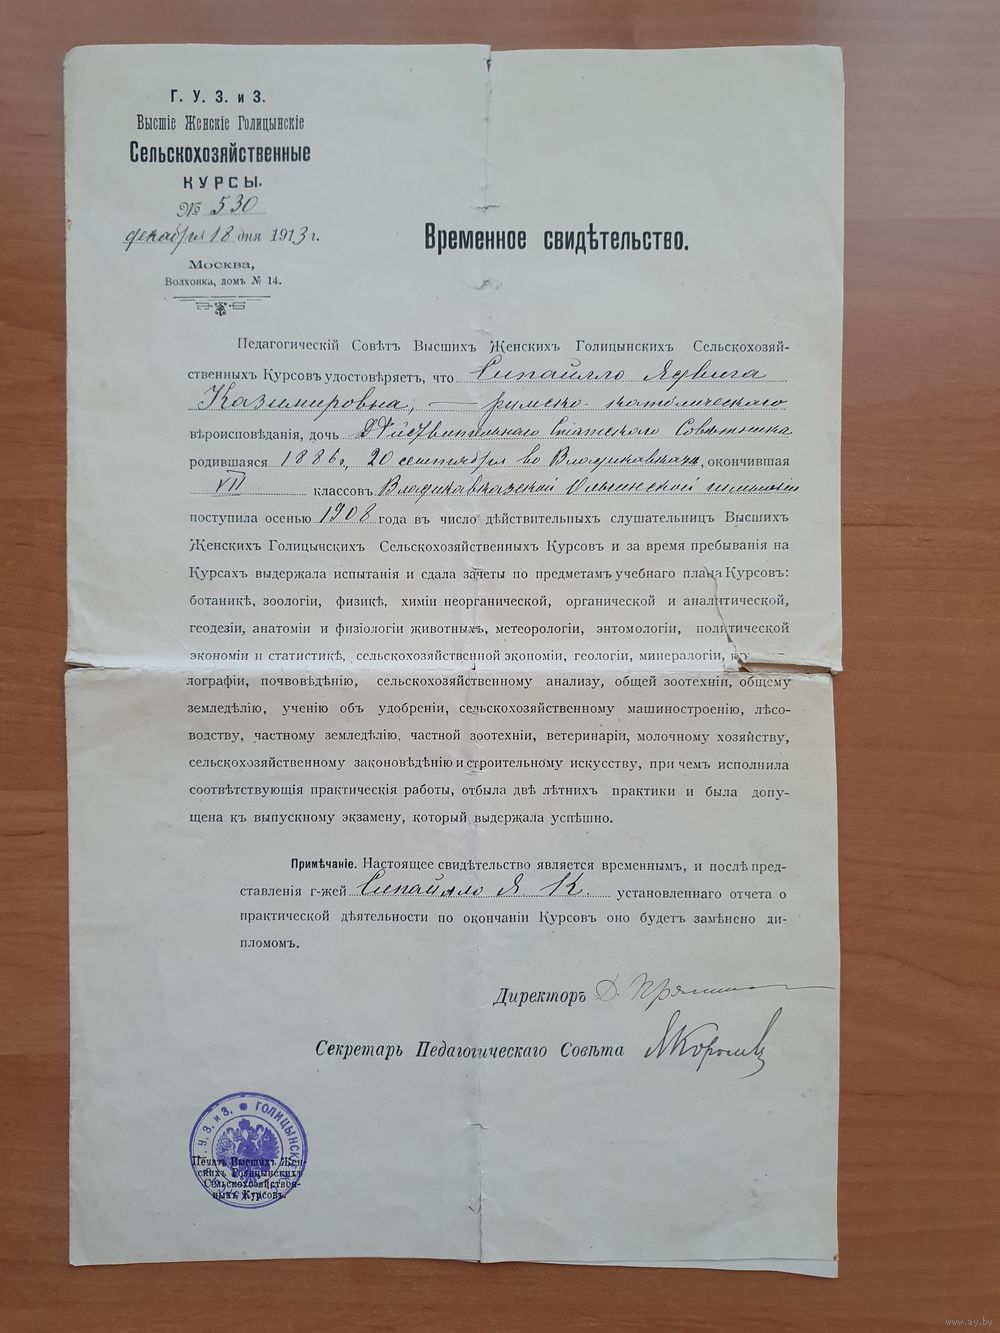 Г. У. З. и З.
Высшіе Женскіе Голицынскіе
Сельскохозяйственные
КУРСЫ.
№ 530
декабря 18 дня 1913 г.
Москва,
Волхонка, домъ № 14.
Временное свидѣтельство.
Педагогическій Совѣтъ Высшихъ Женскихъ Голицынскихъ Сельскохозяй-
ственныхъ Курсовъ удостовѣряетъ, что Сипайлло Ядвига
Казимировна, — римско-католическаго
вѣроисповѣданія, дочь Дѣйствительнаго Статскаго Совѣтника
родившаяся 1886 г. 20 сентября во Владикавказѣ, окончившая
VII классовъ Владикавказской Ольгинской гимназіи
поступила осенью 1908 года въ число дѣйствительныхъ слушательницъ Высшихъ
Женскихъ Голицынскихъ Сельскохозяйственныхъ Курсовъ и за время пребыванія на
Курсахъ выдержала испытанія и сдала зачеты по предметамъ учебнаго плана Курсовъ:
ботаникѣ, зоологіи, физикѣ, химіи неорганической, органической и аналитической,
геодезіи, анатоміи и физіологіи животныхъ, метеорологіи, энтомологіи, политической
экономіи и статистикѣ, сельскохозяйственной экономіи, геологіи, минералогіи,
лографіи, почвовѣдѣнію, сельскохозяйственному анализу, общей зоотехніи, общему
земледѣлію, ученію объ удобреніи, сельскохозяйственному машиностроенію, лѣсо-
водству, частному земледѣлію, частной зоотехніи, ветеринаріи, молочному хозяйству,
сельскохозяйственному законовѣдѣнію и строительному искусству, при чемъ исполнила
соотвѣтствующія практическія работы, отбыла двѣ лѣтнихъ практики и была допу-
щена къ выпускному экзамену, который выдержала успѣшно.
Примѣчаніе. Настоящее свидѣтельство является временнымъ, и послѣ пред-
ставленія г-жей Сипайлло Я. К. установленнаго отчета о
практической дѣятельности по окончаніи Курсовъ оно будетъ замѣнено ди-
пломомъ.
Директоръ Д. Прянишн
Секретарь Педагогическаго Совѣта
У. З. и З. ГОЛИЦЫНСК
Печать Высшихъ Жен-
скихъ Голицынскихъ
Сельскохозяйствен-
ныхъ Курсовъ.
www.ay.by